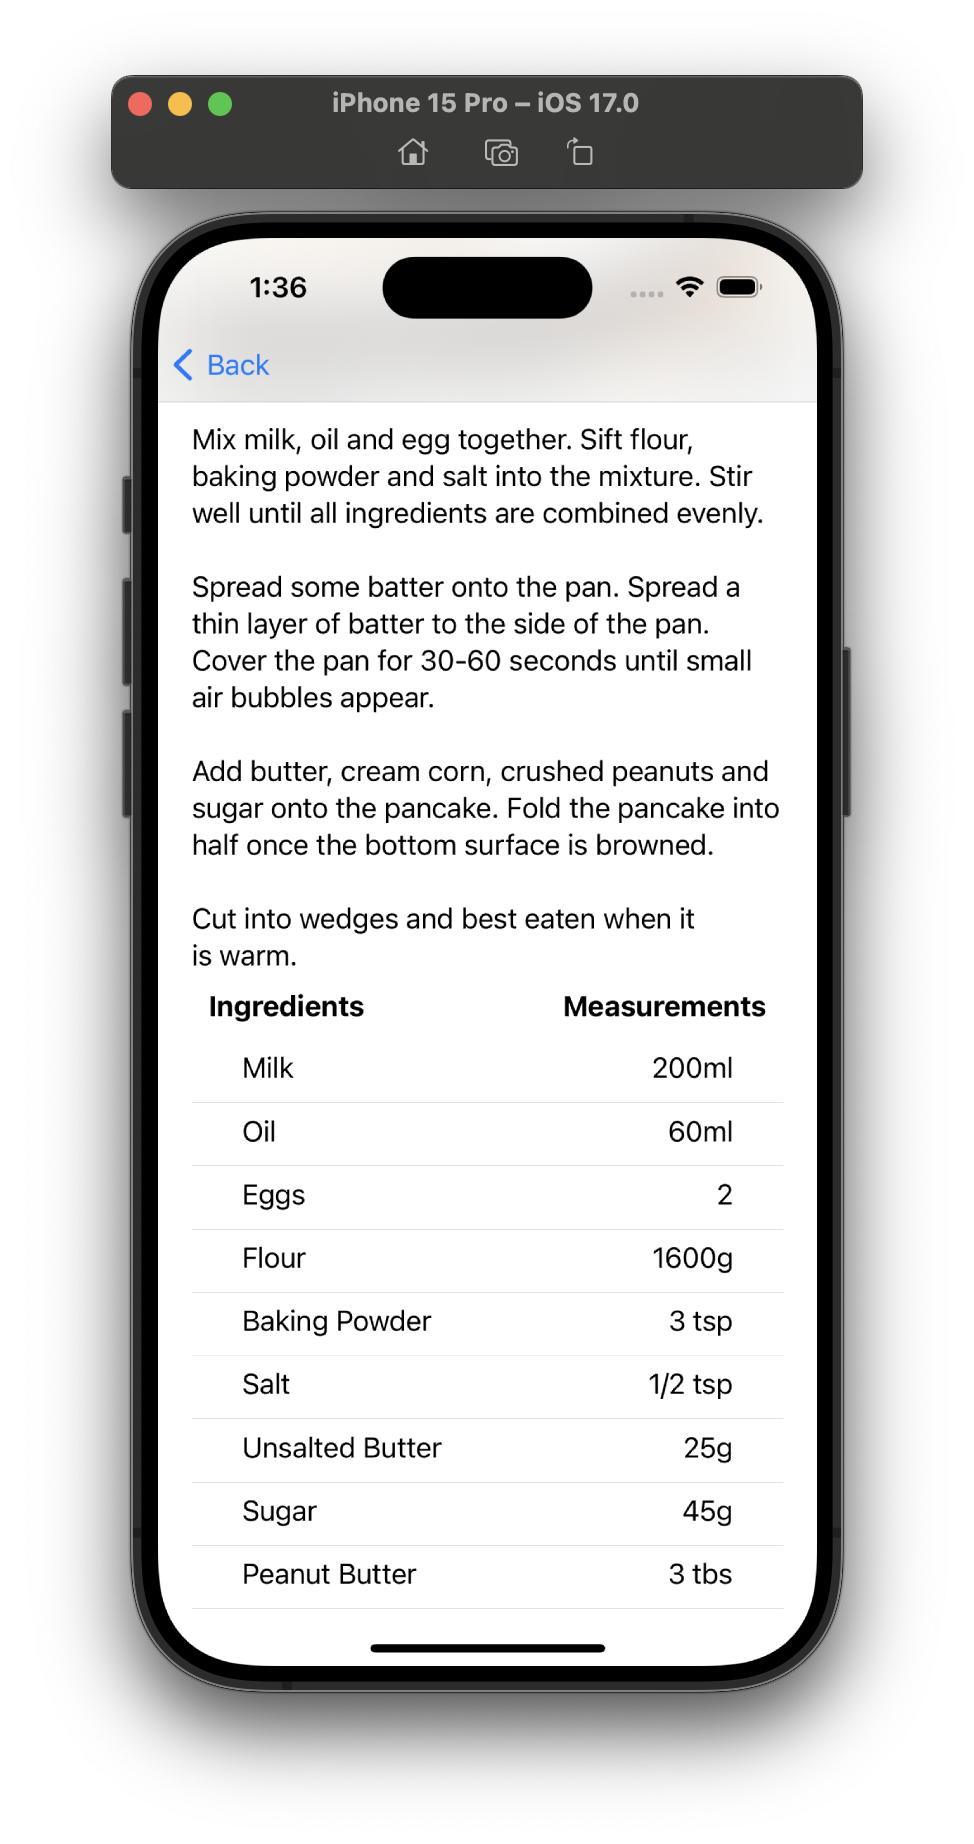 iPhone 15 Pro – iOS 17.0
1:36
Back
Mix milk, oil and egg together. Sift flour,
baking powder and salt into the mixture. Stir
well until all ingredients are combined evenly.
Spread some batter onto the pan. Spread a
thin layer of batter to the side of the pan.
Cover the pan for 30-60 seconds until small
air bubbles appear.
Add butter, cream corn, crushed peanuts and
sugar onto the pancake. Fold the pancake into
half once the bottom surface is browned.
Cut into wedges and best eaten when it
is warm.
Ingredients Measurements
Milk 200ml
Oil 60ml
Eggs 2
Flour 1600g
Baking Powder 3 tsp
Salt 1/2 tsp
Unsalted Butter 25g
Sugar 45g
Peanut Butter 3 tbs